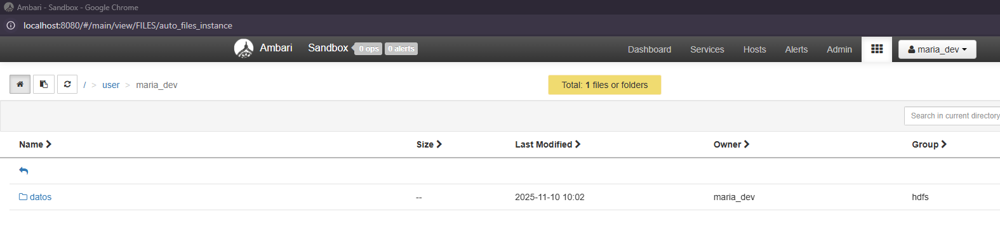 Ambari - Sandbox - Google Chrome
localhost:8080/#/main/view/FILES/auto_files_instance
Ambari Sandbox 0 ops 0 alerts Dashboard Services Hosts Alerts Admin maria_dev
/ > user > maria_dev Total: 1 files or folders
Search in current directory
Name Size Last Modified Owner Group
datos -- 2025-11-10 10:02 maria_dev hdfs